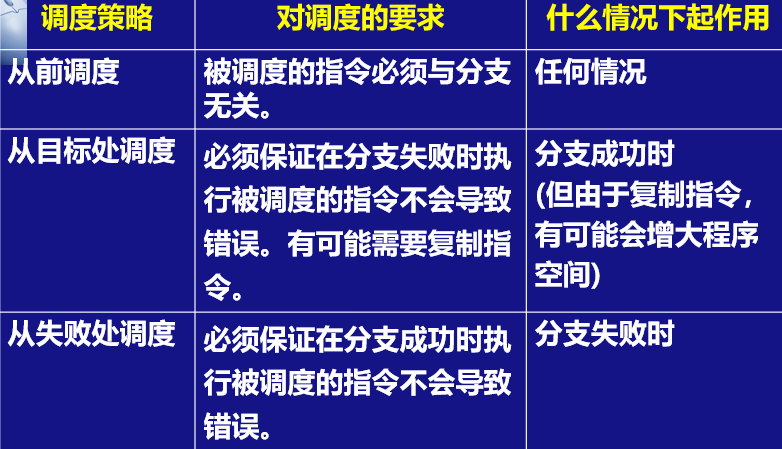 调度策略
对调度的要求
什么情况下起作用
从前调度
被调度的指令必须与分支
无关。
任何情况
从目标处调度
必须保证在分支失败时执
行被调度的指令不会导致
错误。有可能需要复制指
令。
分支成功时
(但由于复制指令，
有可能会增大程序
空间)
从失败处调度
必须保证在分支成功时执
行被调度的指令不会导致
错误。
分支失败时